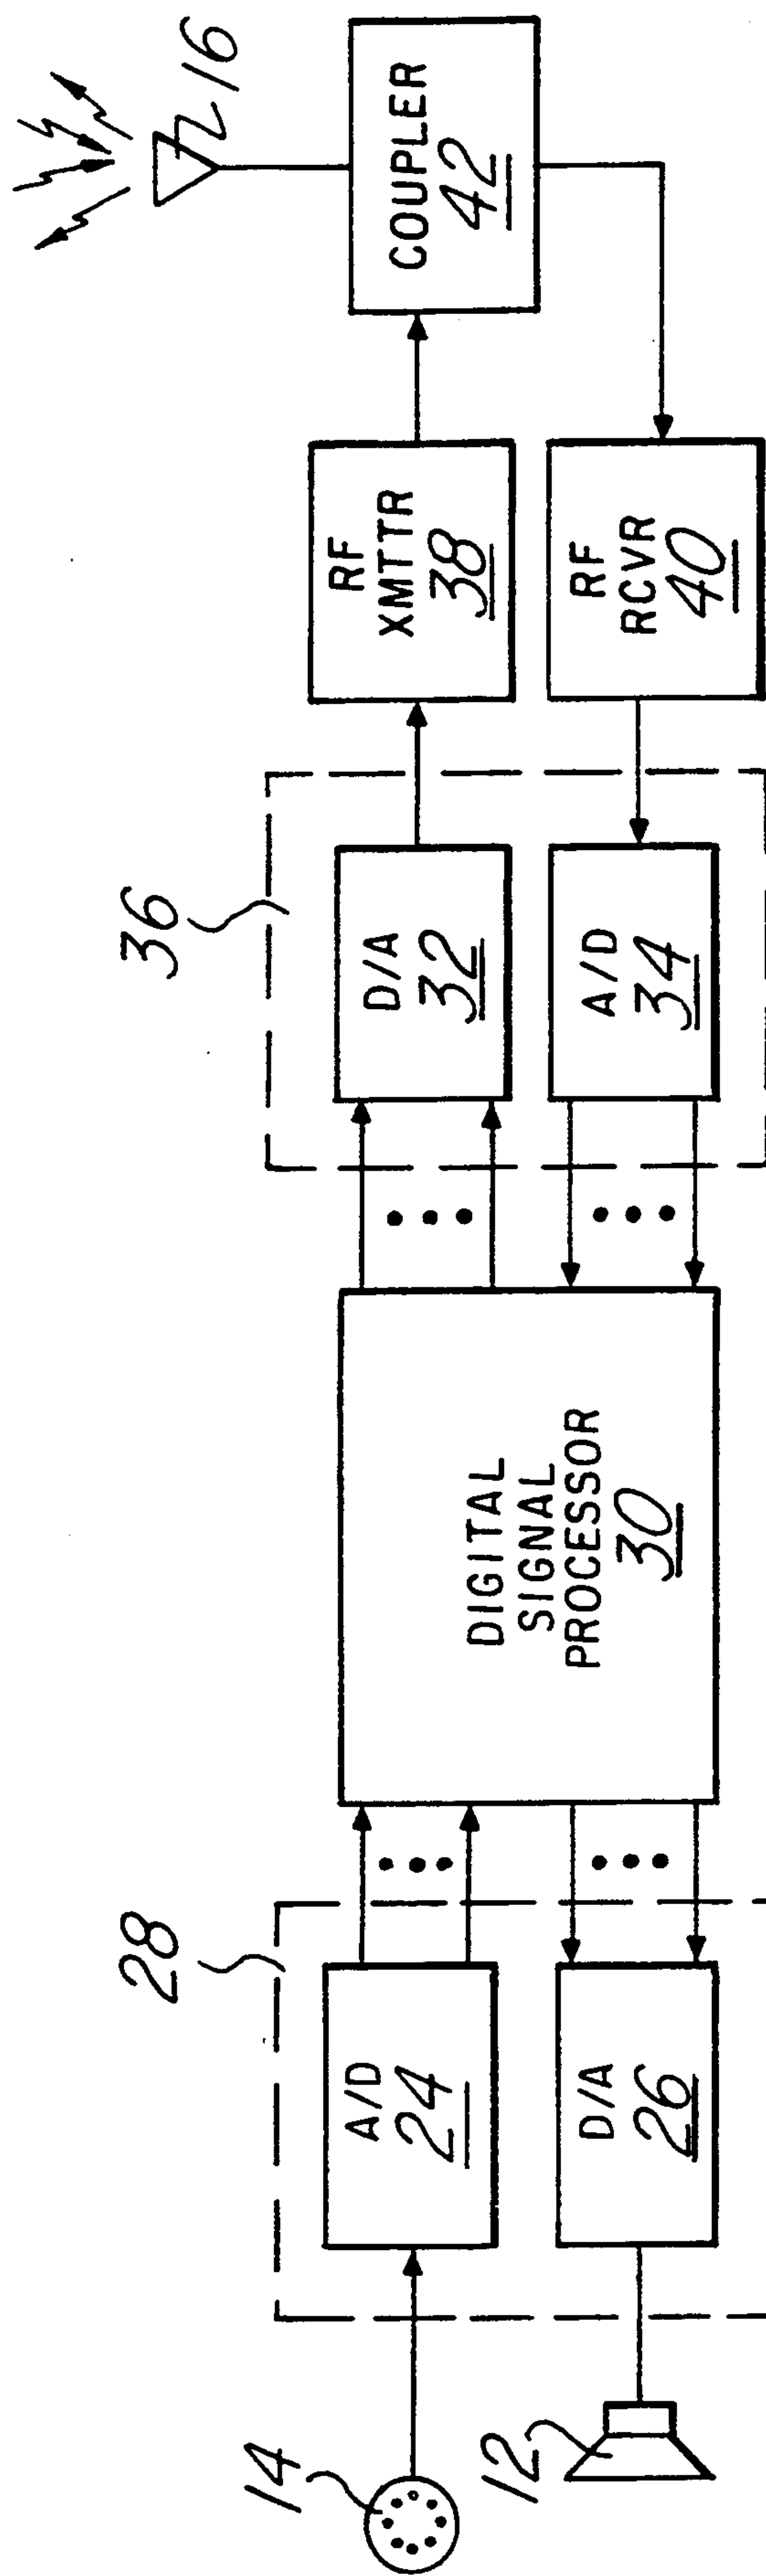 14
12
28
A/D
24
D/A
26
DIGITAL
SIGNAL
PROCESSOR
30
36
D/A
32
A/D
34
RF
XMTTR
38
RF
RCVR
40
COUPLER
42
16